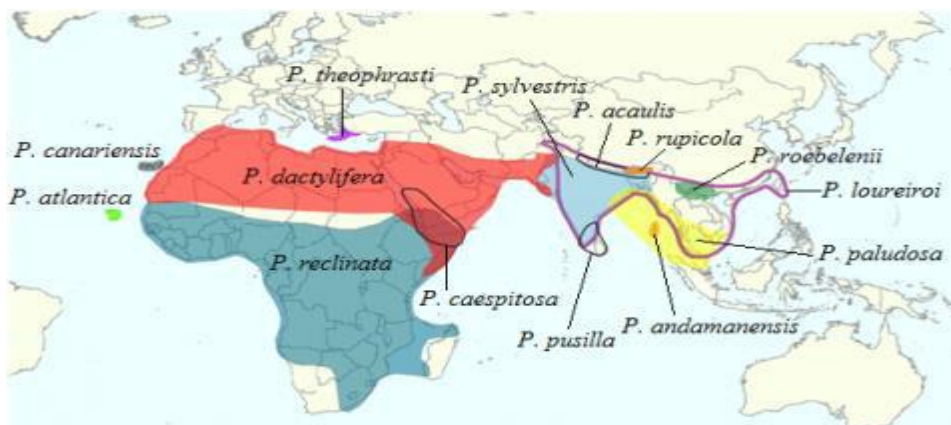 P. theophrasti
P. sylvestris
P. acaulis
P. rupicola
P. canariensis
P. roebelenii
P. dactylifera
P. loureiroi
P. atlantica
P. reclinata
P. paludosa
P. caespitosa
P. andamanensis
P. pusilla